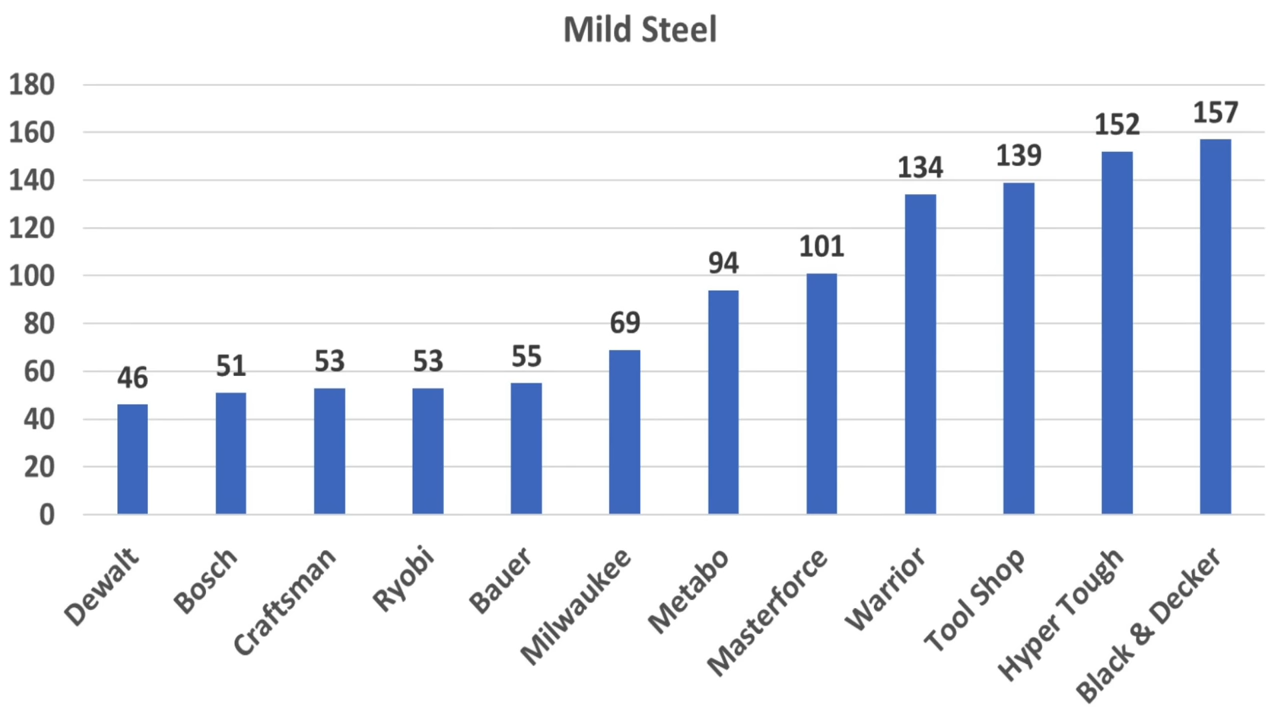 Mild Steel
180
160
140
120
100
80
60
40
20
0
46
51
53
53
55
69
94
101
134
139
152
157
Dewalt
Bosch
Craftsman
Ryobi
Bauer
Milwaukee
Metabo
Masterforce
Warrior
Tool Shop
Hyper Tough
Black & Decker